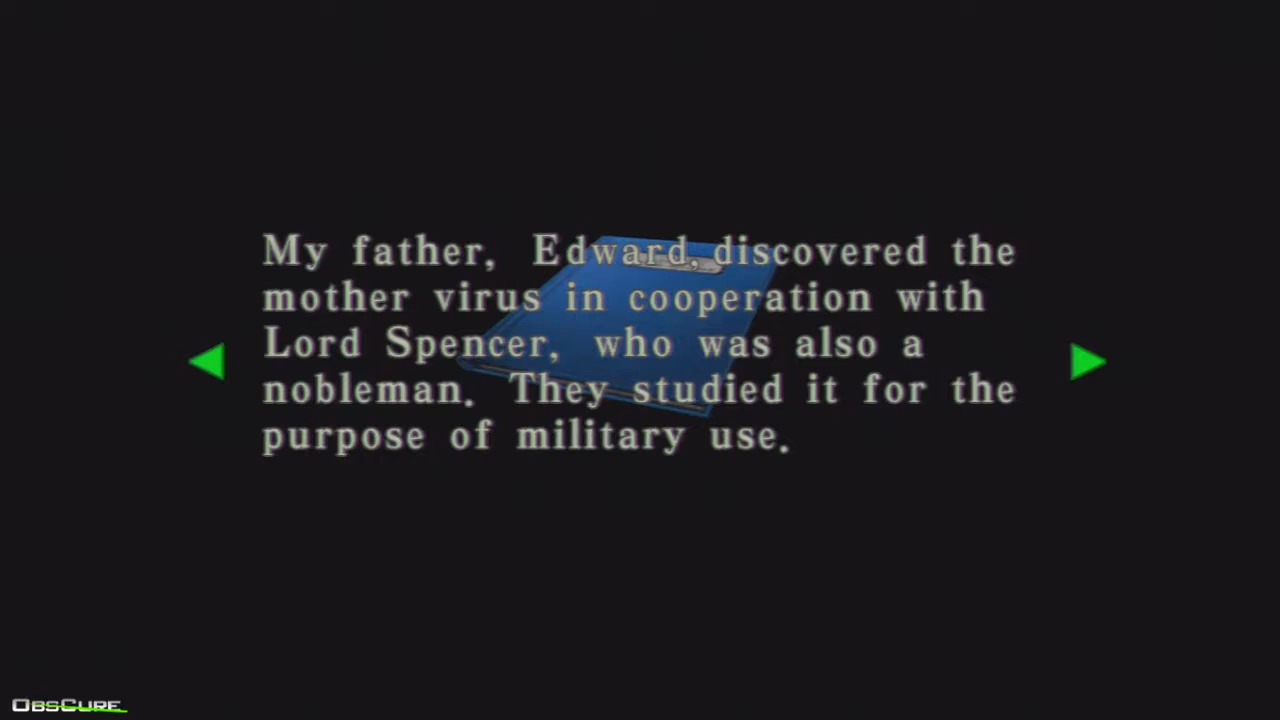 My father, Edward, discovered the
mother virus in cooperation with
Lord Spencer, who was also a
nobleman. They studied it for the
purpose of military use.
OBSCURE